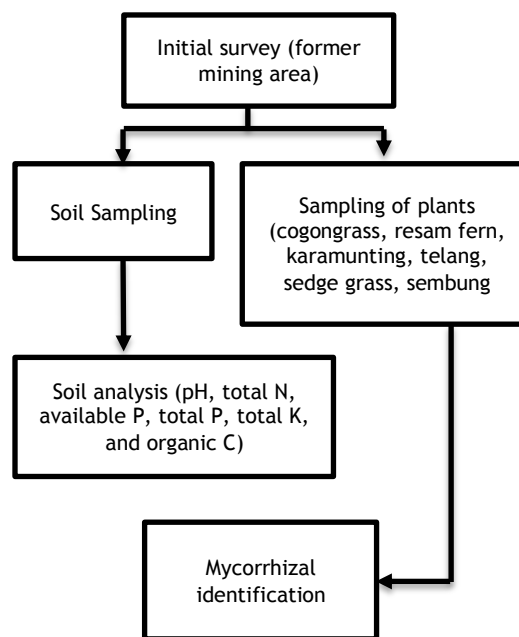 Initial survey (former
mining area)
Soil Sampling
Sampling of plants
(cogongrass, resam fern,
karamunting, telang,
sedge grass, sembung
Soil analysis (pH, total N,
available P, total P, total K,
and organic C)
Mycorrhizal
identification